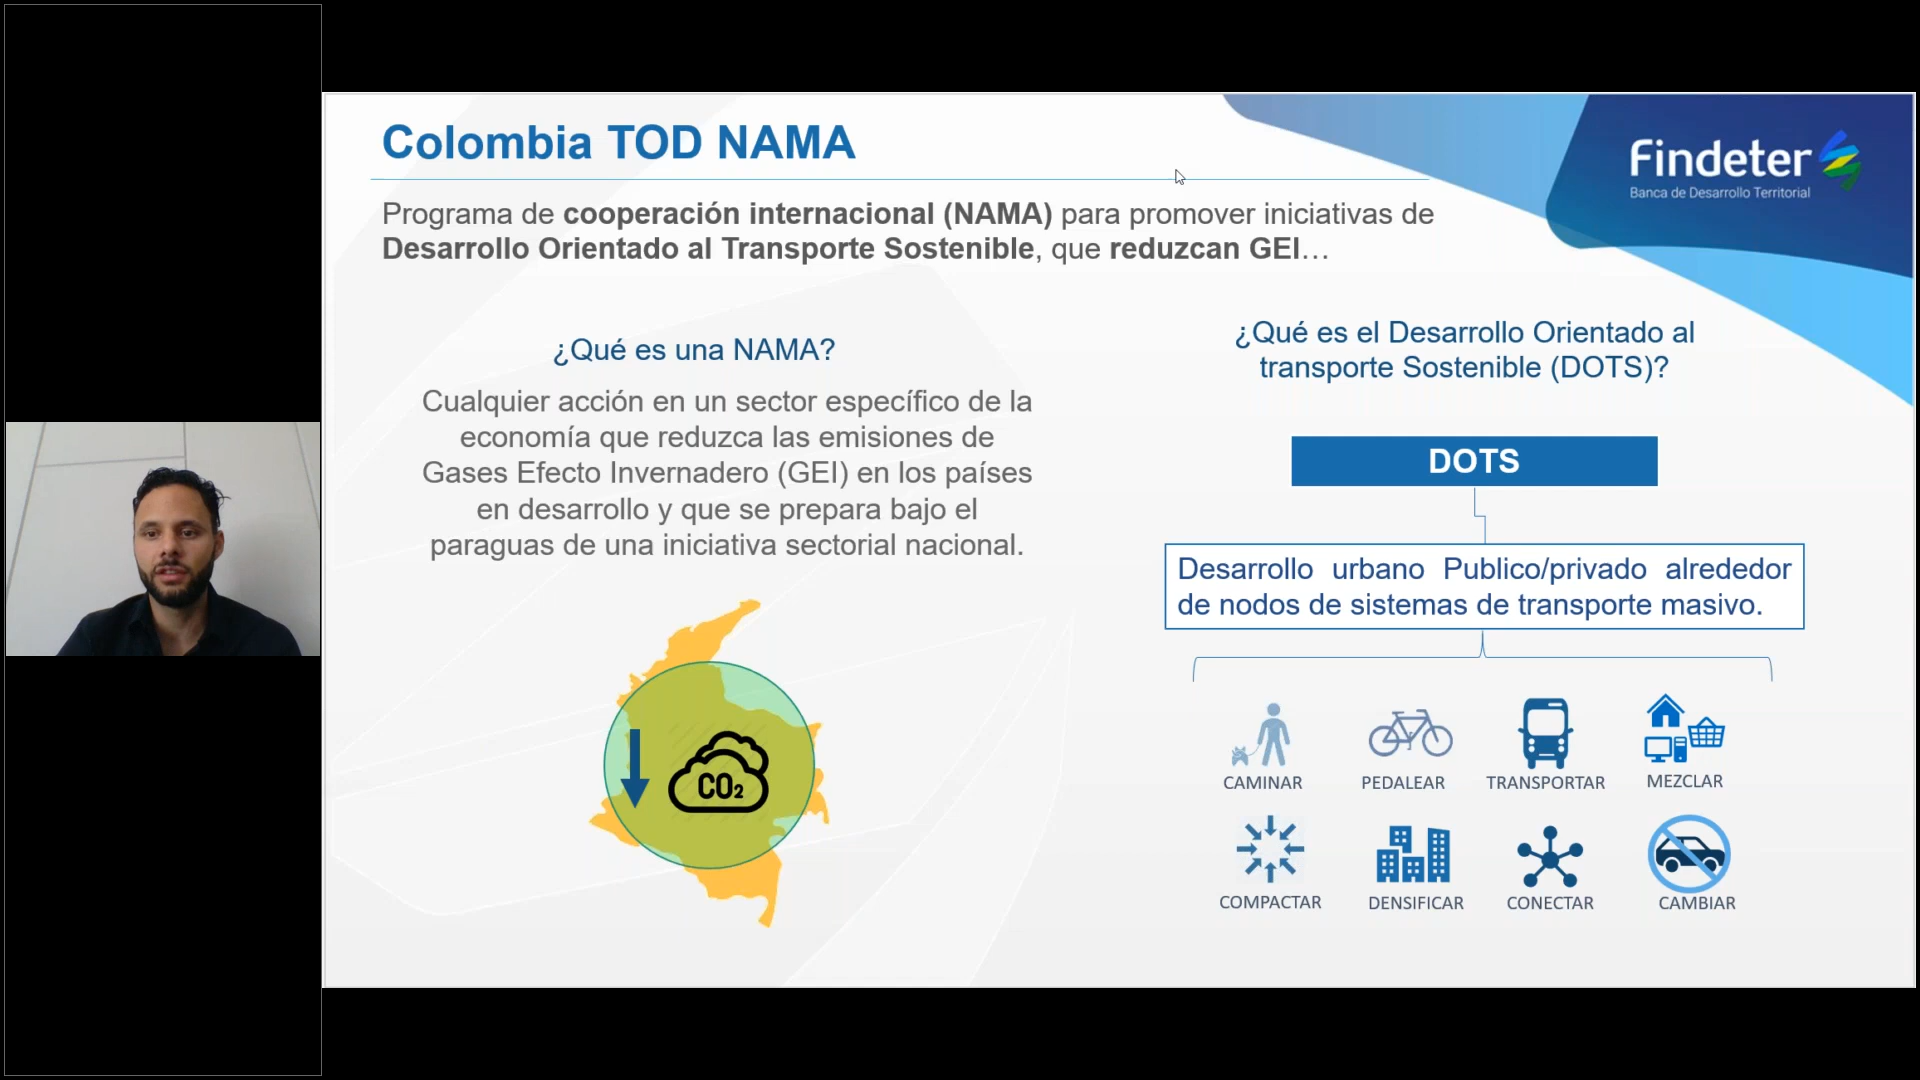 Colombia TOD NAMA
Findeter
Banca de Desarrollo Territorial
Programa de cooperación internacional (NAMA) para promover iniciativas de
Desarrollo Orientado al Transporte Sostenible, que reduzcan GEI…
¿Qué es una NAMA?
Cualquier acción en un sector específico de la
economía que reduzca las emisiones de
Gases Efecto Invernadero (GEI) en los países
en desarrollo y que se prepara bajo el
paraguas de una iniciativa sectorial nacional.
CO₂
¿Qué es el Desarrollo Orientado al
transporte Sostenible (DOTS)?
DOTS
Desarrollo urbano Publico/privado alrededor
de nodos de sistemas de transporte masivo.
CAMINAR
PEDALEAR
TRANSPORTAR
MEZCLAR
COMPACTAR
DENSIFICAR
CONECTAR
CAMBIAR